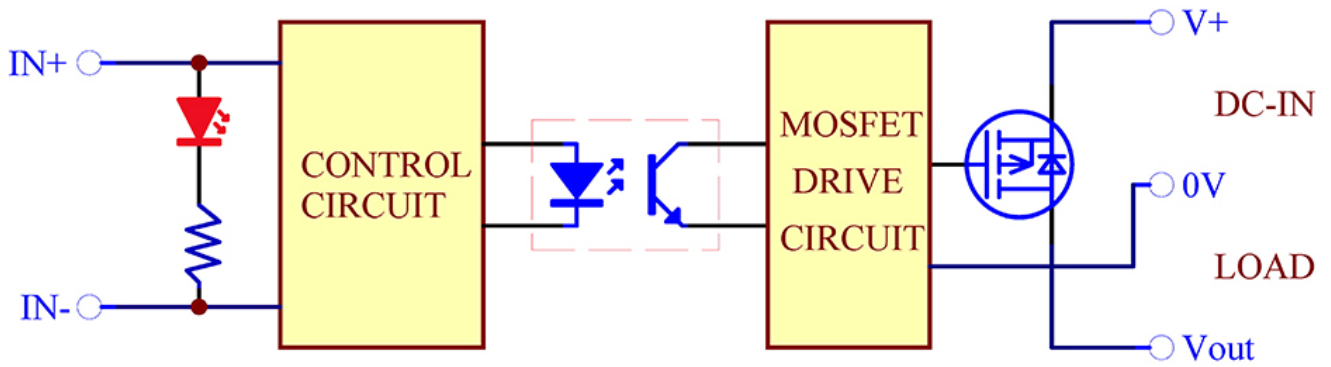 IN+
IN-
CONTROL
CIRCUIT
MOSFET
DRIVE
CIRCUIT
V+
DC-IN
0V
LOAD
Vout